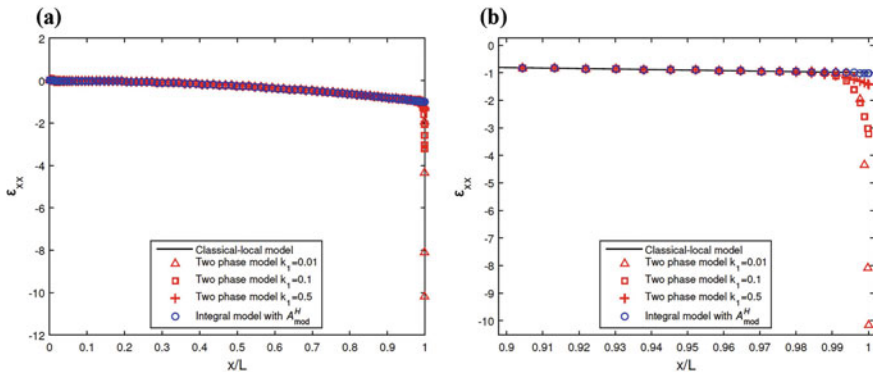 (a)
2
0
-2
-4
-6
-8
-10
-12
ε_xx
Classical-local model
Two phase model k_1=0.01
Two phase model k_1=0.1
Two phase model k_1=0.5
Integral model with A^H_mod
0 0.1 0.2 0.3 0.4 0.5 0.6 0.7 0.8 0.9 1
x/L
(b)
0
-1
-2
-3
-4
-5
-6
-7
-8
-9
-10
ε_xx
Classical-local model
Two phase model k_1=0.01
Two phase model k_1=0.1
Two phase model k_1=0.5
Integral model with A^H_mod
0.9 0.91 0.92 0.93 0.94 0.95 0.96 0.97 0.98 0.99 1
x/L